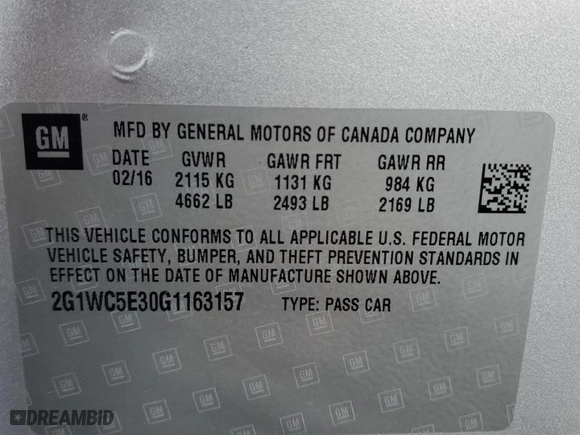 GM ®
MFD BY GENERAL MOTORS OF CANADA COMPANY
DATE GVWR GAWR FRT GAWR RR
02/16 2115 KG 1131 KG 984 KG
4662 LB 2493 LB 2169 LB
THIS VEHICLE CONFORMS TO ALL APPLICABLE U.S. FEDERAL MOTOR
VEHICLE SAFETY, BUMPER, AND THEFT PREVENTION STANDARDS IN
EFFECT ON THE DATE OF MANUFACTURE SHOWN ABOVE.
2G1WC5E30G1163157 TYPE: PASS CAR
DREAMBID